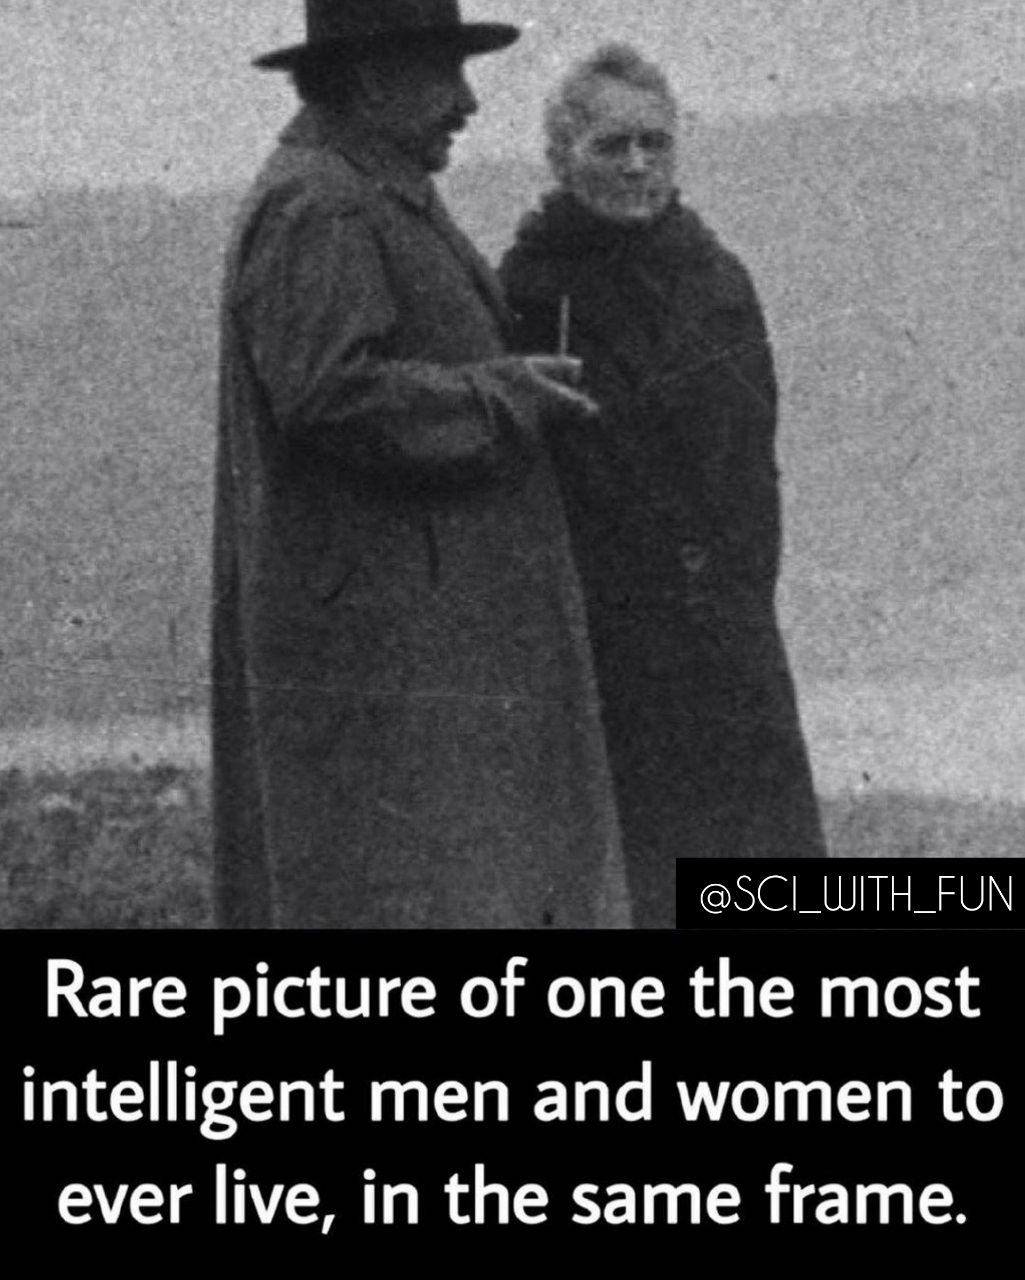 @SCI_WITH_FUN
Rare picture of one the most
intelligent men and women to
ever live, in the same frame.